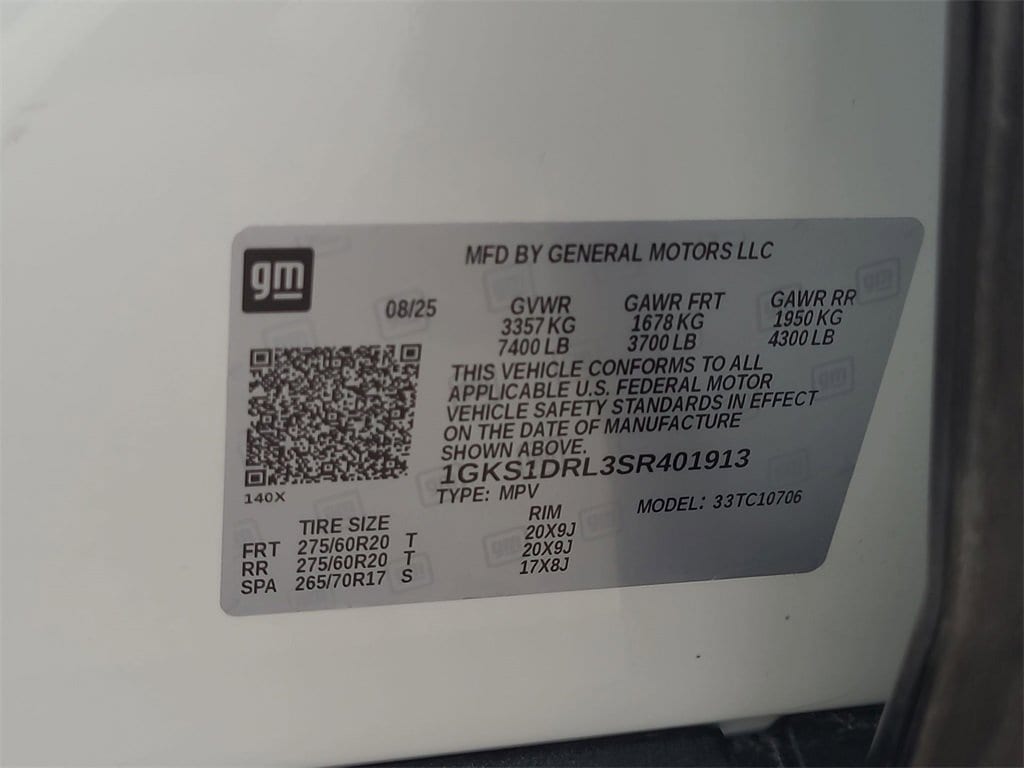 gm
MFD BY GENERAL MOTORS LLC
08/25 GVWR GAWR FRT GAWR RR
3357 KG 1678 KG 1950 KG
7400 LB 3700 LB 4300 LB
THIS VEHICLE CONFORMS TO ALL
APPLICABLE U.S. FEDERAL MOTOR
VEHICLE SAFETY STANDARDS IN EFFECT
ON THE DATE OF MANUFACTURE
SHOWN ABOVE.
1GKS1DRL3SR401913
140X
TYPE: MPV MODEL: 33TC10706
TIRE SIZE RIM
FRT 275/60R20 T 20X9J
RR 275/60R20 T 20X9J
SPA 265/70R17 S 17X8J